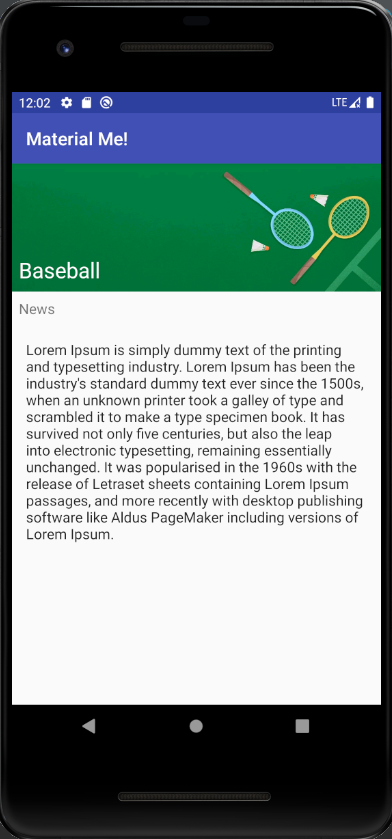 12:02 LTE
Material Me!
Baseball
News
Lorem Ipsum is simply dummy text of the printing
and typesetting industry. Lorem Ipsum has been the
industry's standard dummy text ever since the 1500s,
when an unknown printer took a galley of type and
scrambled it to make a type specimen book. It has
survived not only five centuries, but also the leap
into electronic typesetting, remaining essentially
unchanged. It was popularised in the 1960s with the
release of Letraset sheets containing Lorem Ipsum
passages, and more recently with desktop publishing
software like Aldus PageMaker including versions of
Lorem Ipsum.